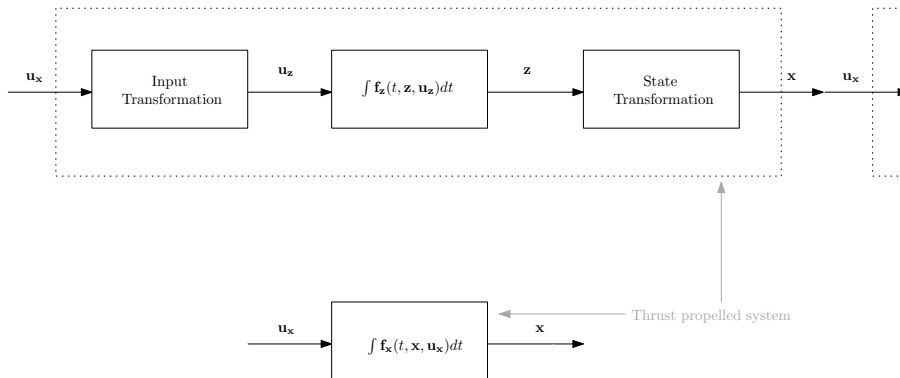 u_x
Input
Transformation
u_z
∫ f_z(t, z, u_z)dt
z
State
Transformation
x
u_x
Thrust propelled system
u_x
∫ f_x(t, x, u_x)dt
x